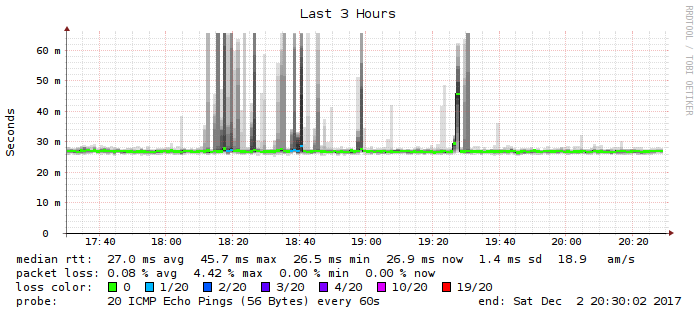 Last 3 Hours
RRDTOOL / TOBI OETIKER
Seconds
60 m
50 m
40 m
30 m
20 m
10 m
0
17:40 18:00 18:20 18:40 19:00 19:20 19:40 20:00 20:20
median rtt: 27.0 ms avg 45.7 ms max 26.5 ms min 26.9 ms now 1.4 ms sd 18.9 am/s
packet loss: 0.08 % avg 4.42 % max 0.00 % min 0.00 % now
loss color: 0 1/20 2/20 3/20 4/20 10/20 19/20
probe: 20 ICMP Echo Pings (56 Bytes) every 60s end: Sat Dec 2 20:30:02 2017